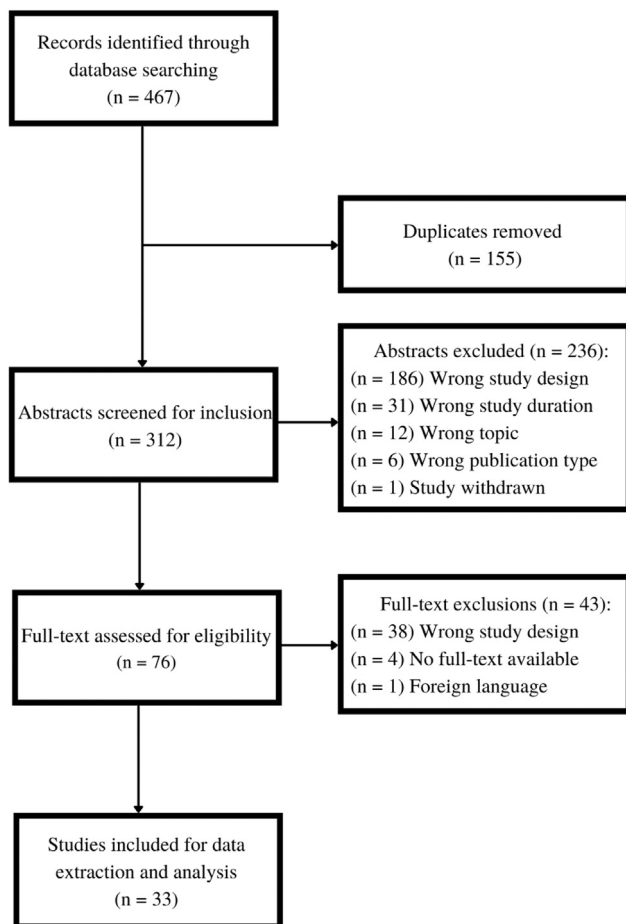 Records identified through
database searching
(n = 467)
Duplicates removed
(n = 155)
Abstracts screened for inclusion
(n = 312)
Abstracts excluded (n = 236):
(n = 186) Wrong study design
(n = 31) Wrong study duration
(n = 12) Wrong topic
(n = 6) Wrong publication type
(n = 1) Study withdrawn
Full-text assessed for eligibility
(n = 76)
Full-text exclusions (n = 43):
(n = 38) Wrong study design
(n = 4) No full-text available
(n = 1) Foreign language
Studies included for data
extraction and analysis
(n = 33)